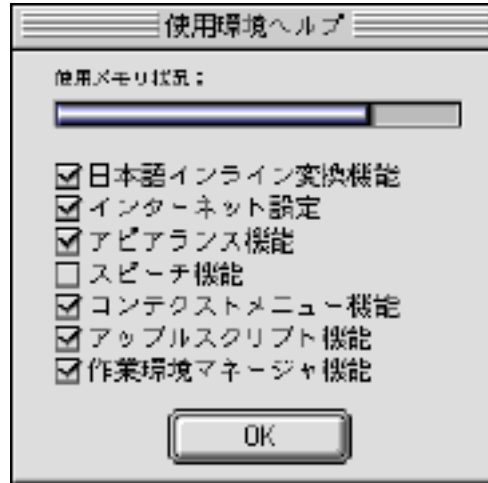 使用環境ヘルプ
使用メモリ状況：
日本語インライン変換機能
インターネット設定
アピアランス機能
スピーチ機能
コンテクストメニュー機能
アップルスクリプト機能
作業環境マネージャ機能
OK